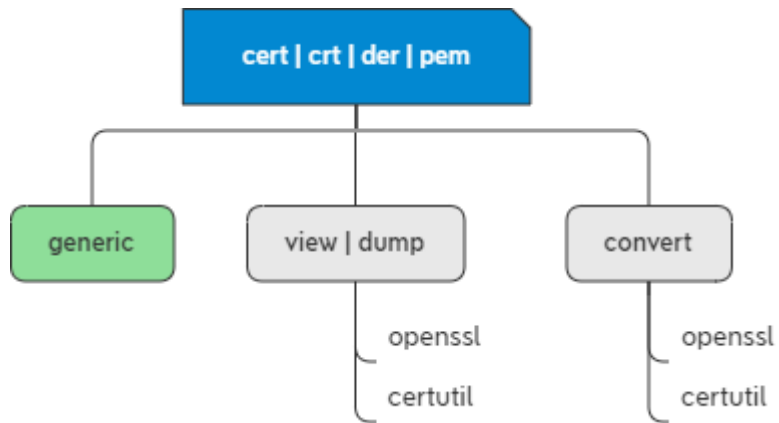 cert | crt | der | pem
generic
view | dump
convert
openssl
certutil
openssl
certutil